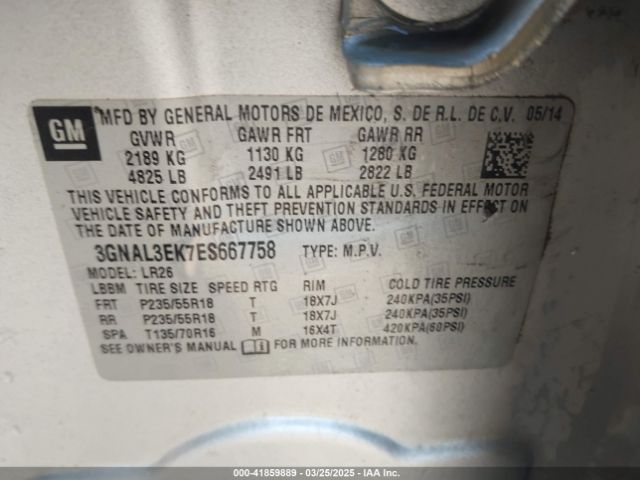 GM
MFD BY GENERAL MOTORS DE MEXICO, S. DE R.L. DE C.V. 05/14
GVWR GAWR FRT GAWR RR
2189 KG 1130 KG 1280 KG
4825 LB 2491 LB 2822 LB
THIS VEHICLE CONFORMS TO ALL APPLICABLE U.S. FEDERAL MOTOR
VEHICLE SAFETY AND THEFT PREVENTION STANDARDS IN EFFECT ON
THE DATE OF MANUFACTURE SHOWN ABOVE.
3GNAL3EK7ES667758 TYPE: M.P.V.
MODEL: LR26
LBBM TIRE SIZE SPEED RTG RIM COLD TIRE PRESSURE
FRT P235/55R18 T 18X7J 240KPA(35PSI)
RR P235/55R18 T 18X7J 240KPA(35PSI)
SPA T135/70R16 M 16X4T 420KPA(60PSI)
SEE OWNER'S MANUAL FOR MORE INFORMATION.
000-41859889 / 03/25/2025 - IAA Inc.